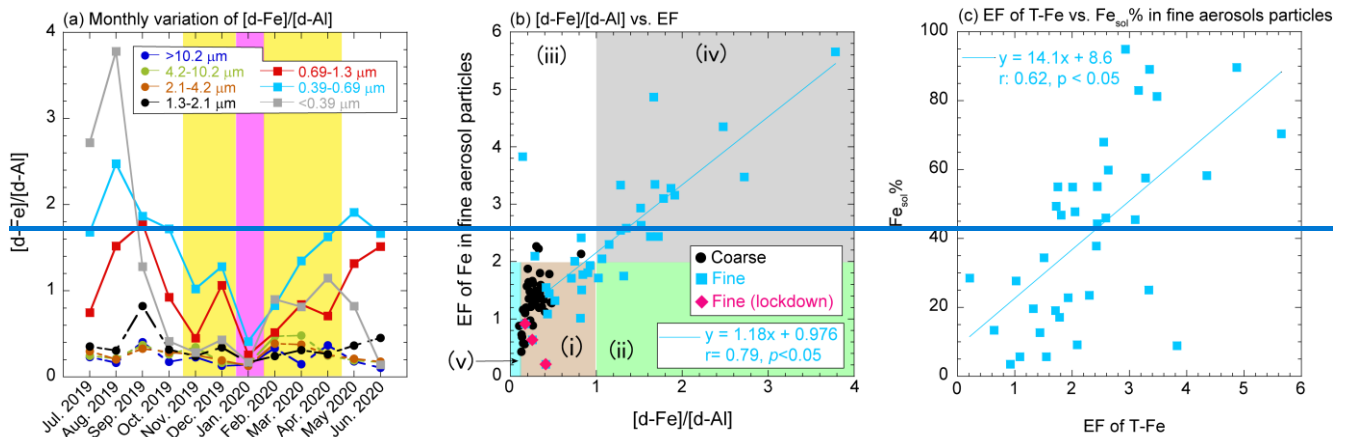 (a) Monthly variation of [d-Fe]/[d-Al]
[d-Fe]/[d-Al]
4
3
2
1
0
>10.2 μm
4.2-10.2 μm
2.1-4.2 μm
1.3-2.1 μm
0.69-1.3 μm
0.39-0.69 μm
<0.39 μm
Jul. 2019
Aug. 2019
Sep. 2019
Oct. 2019
Nov. 2019
Dec. 2019
Jan. 2020
Feb. 2020
Mar. 2020
Apr. 2020
May 2020
Jun. 2020
(b) [d-Fe]/[d-Al] vs. EF
EF of Fe in fine aerosol particles
6
5
4
3
2
1
0
(iii)
(iv)
(i)
(ii)
(v)
Coarse
Fine
Fine (lockdown)
y = 1.18x + 0.976
r= 0.79, p<0.05
0
1
2
3
4
[d-Fe]/[d-Al]
(c) EF of T-Fe vs. Fesol% in fine aerosols particles
Fesol%
100
80
60
40
20
0
y = 14.1x + 8.6
r: 0.62, p < 0.05
0
1
2
3
4
5
6
EF of T-Fe